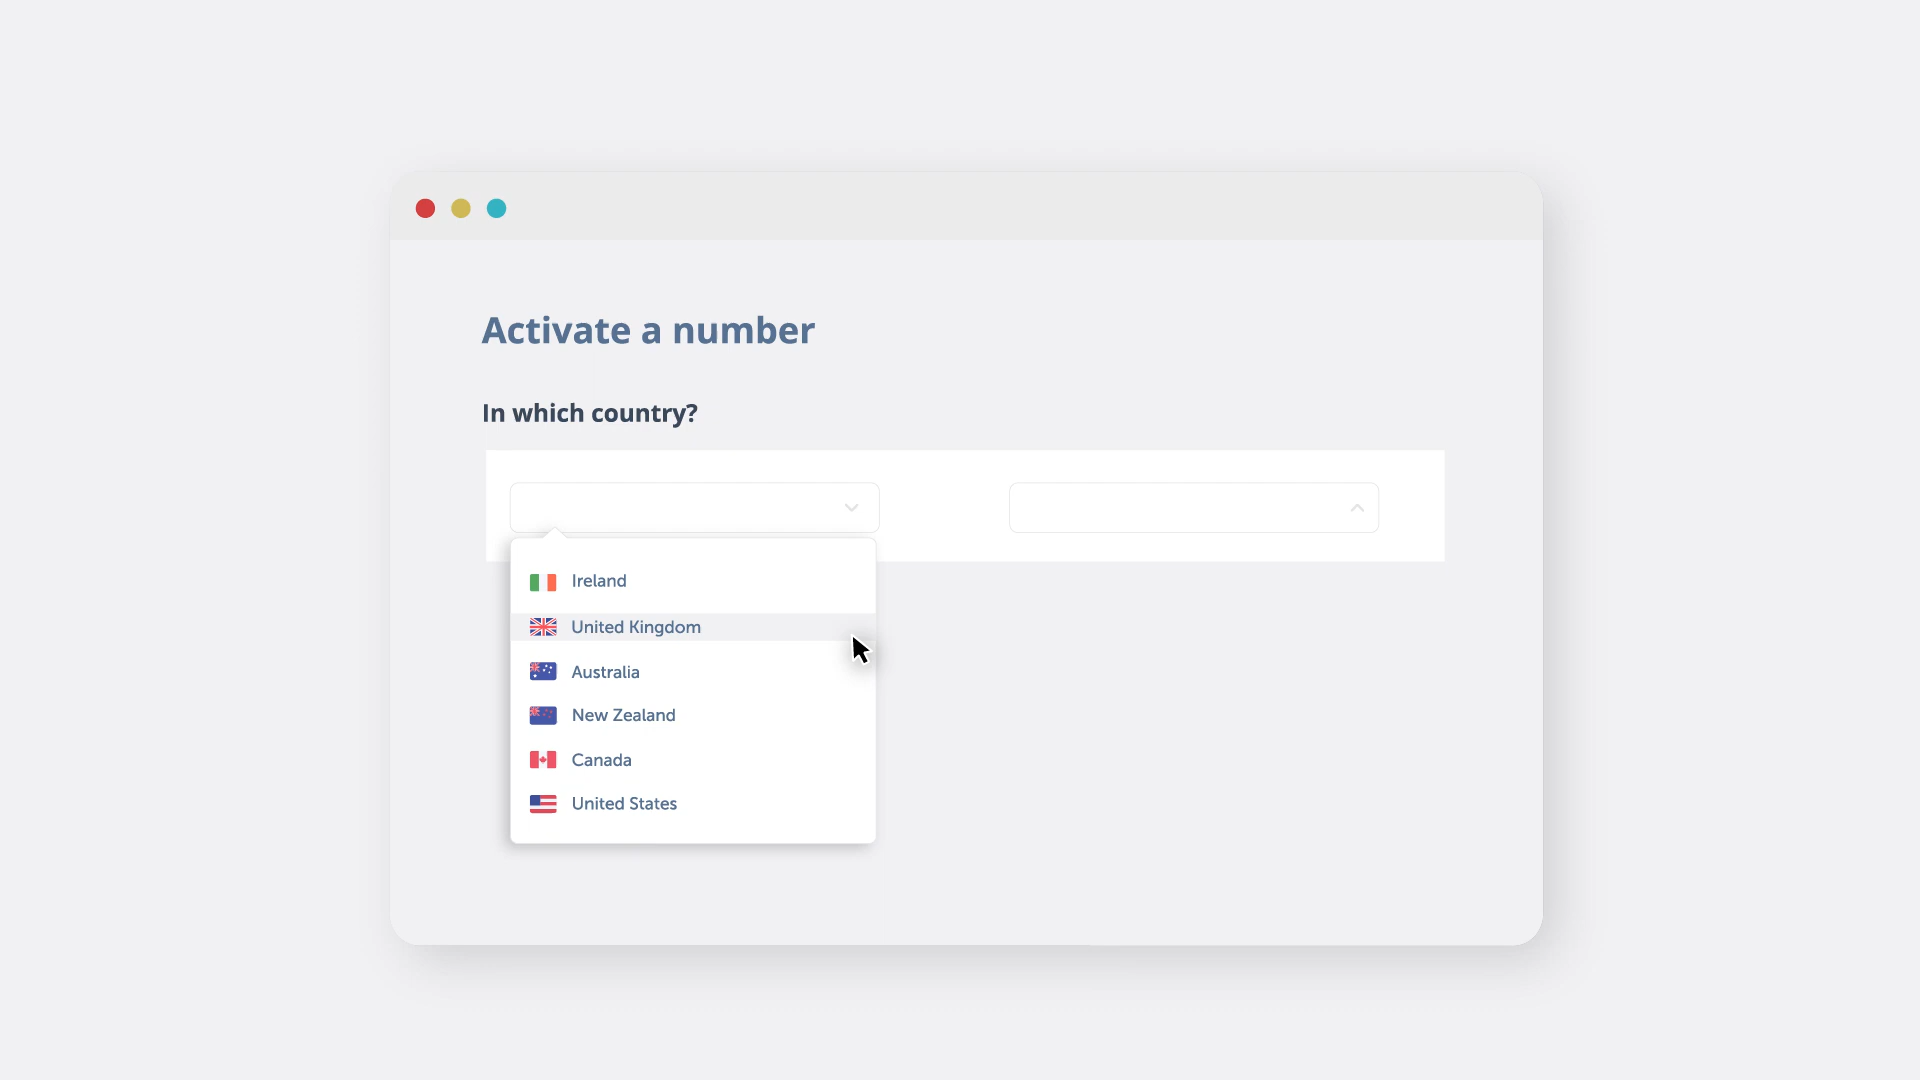 Activate a number
In which country?
Ireland
United Kingdom
Australia
New Zealand
Canada
United States